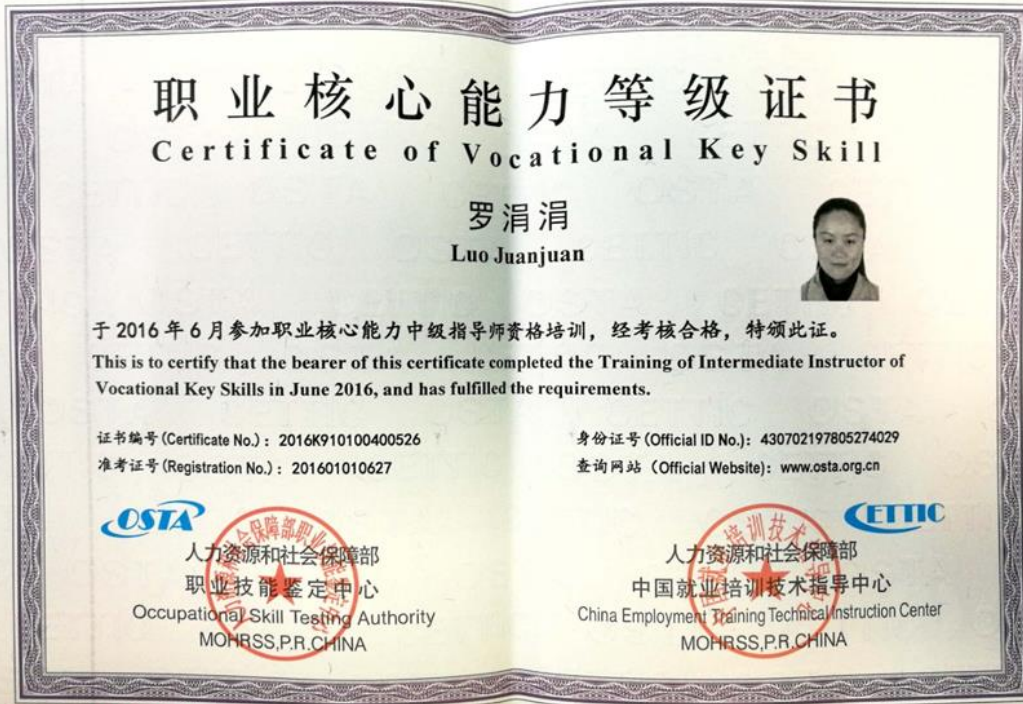 职业核心能力等级证书
Certificate of Vocational Key Skill
罗涓涓
Luo Juanjuan
于2016年6月参加职业核心能力中级指导师资格培训，经考核合格，特颁此证。
This is to certify that the bearer of this certificate completed the Training of Intermediate Instructor of
Vocational Key Skills in June 2016, and has fulfilled the requirements.
证书编号(Certificate No.)：2016K910100400526
身份证号(Official ID No.)：430702197805274029
准考证号(Registration No.)：201601010627
查询网站（Official Website)：www.osta.org.cn
OSTA
CETTIC
人力资源和社会保障部
职业技能鉴定中心
Occupational Skill Testing Authority
MOHRSS,P.R.CHINA
人力资源和社会保障部
中国就业培训技术指导中心
China Employment Training Technical Instruction Center
MOHRSS,P.R.CHINA